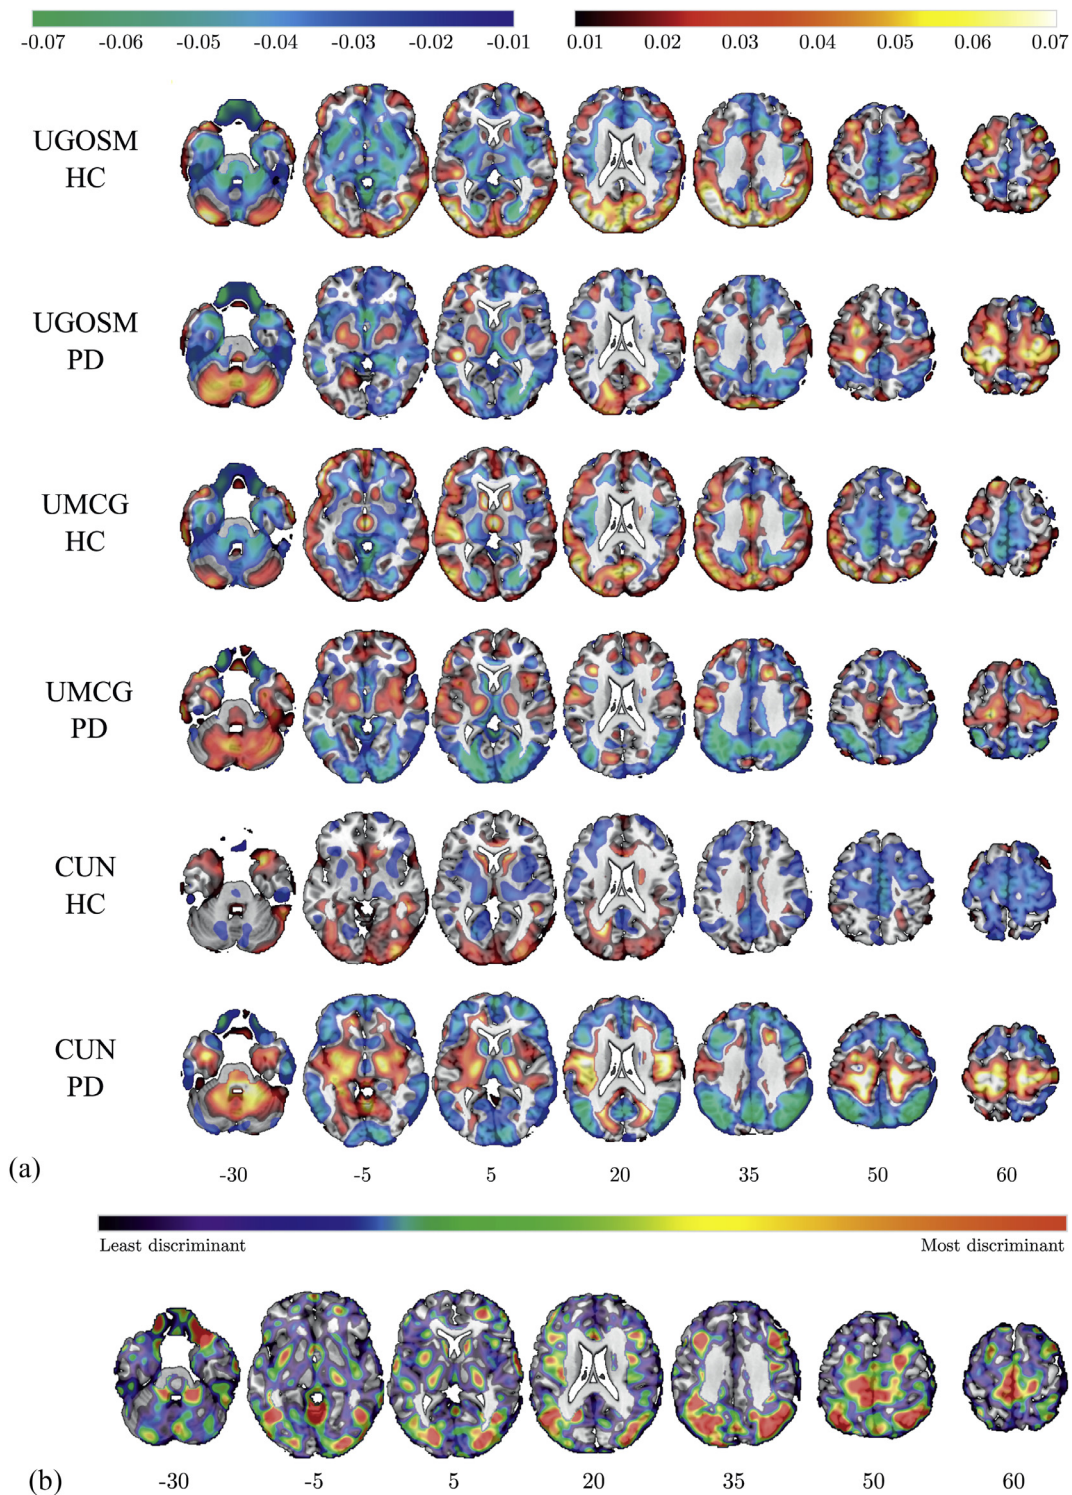 -0.07 -0.06 -0.05 -0.04 -0.03 -0.02 -0.01 0.01 0.02 0.03 0.04 0.05 0.06 0.07
UGOSM
HC
UGOSM
PD
UMCG
HC
UMCG
PD
CUN
HC
CUN
PD
(a) -30 -5 5 20 35 50 60
Least discriminant Most discriminant
(b) -30 -5 5 20 35 50 60